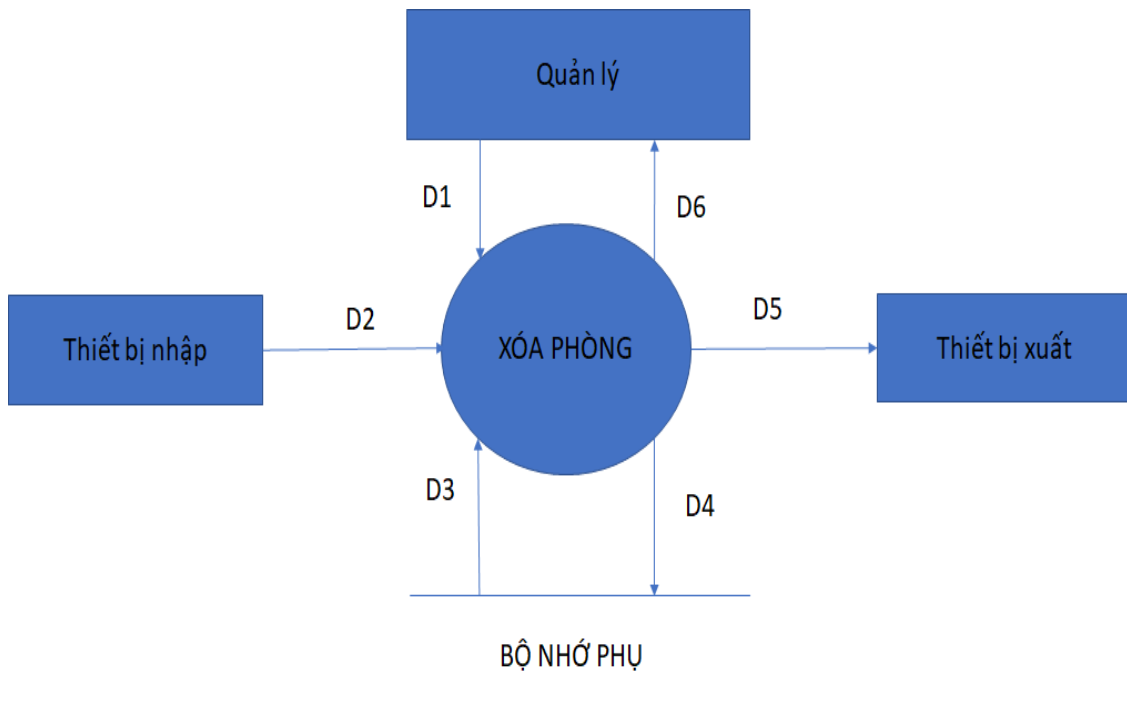 Quản lý
D1
D6
Thiết bị nhập
D2
XÓA PHÒNG
D5
Thiết bị xuất
D3
D4
BỘ NHỚ PHỤ